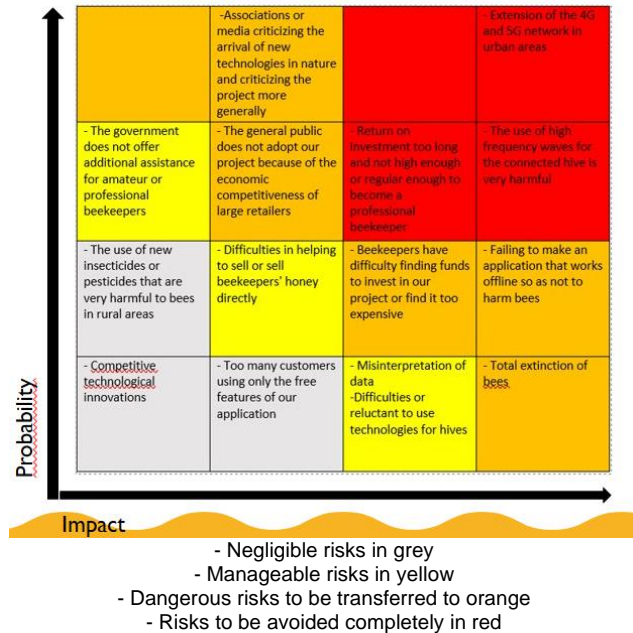 -Associations or
media criticizing the
arrival of new
technologies in nature
and criticizing the
project more
generally
- Extension of the 4G
and 5G network in
urban areas
- The government
does not offer
additional assistance
for amateur or
professional
beekeepers
- The general public
does not adopt our
project because of the
economic
competitiveness of
large retailers
- Return on
investment too long
and not high enough
or regular enough to
become a
professional
beekeeper
- The use of high
frequency waves for
the connected hive is
very harmful
- The use of new
insecticides or
pesticides that are
very harmful to bees
in rural areas
- Difficulties in helping
to sell or sell
beekeepers' honey
directly
- Beekeepers have
difficulty finding funds
to invest in our
project or find it too
expensive
- Failing to make an
application that works
offline so as not to
harm bees
- Competitive
technological
innovations
- Too many customers
using only the free
features of our
application
- Misinterpretation of
data
-Difficulties or
reluctant to use
technologies for hives
- Total extinction of
bees
Probability
Impact
- Negligible risks in grey
- Manageable risks in yellow
- Dangerous risks to be transferred to orange
- Risks to be avoided completely in red